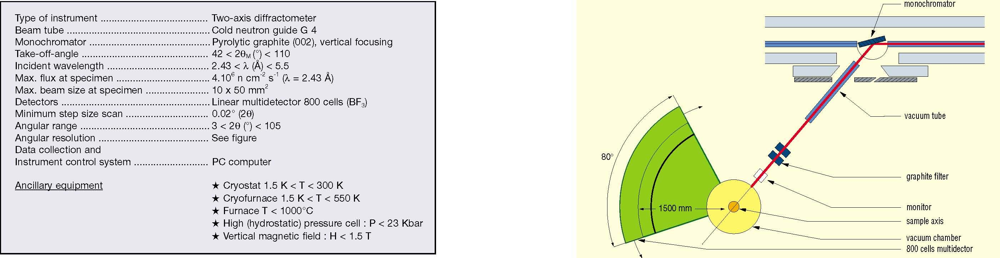 Type of instrument ....................................... Two-axis diffractometer
Beam tube .................................................... Cold neutron guide G 4
Monochromator ........................................... Pyrolytic graphite (002), vertical focusing
Take-off-angle .............................................. 42 < 2θM (°) < 110
Incident wavelength ..................................... 2.43 < λ (Å) < 5.5
Max. flux at specimen ................................. 4.10⁶ n cm⁻² s⁻¹ (λ = 2.43 Å)
Max. beam size at specimen ....................... 10 x 50 mm²
Detectors ..................................................... Linear multidetector 800 cells (BF₃)
Minimum step size scan .............................. 0.02° (2θ)
Angular range .............................................. 3 < 2θ (°) < 105
Angular resolution ........................................ See figure
Data collection and
Instrument control system ........................... PC computer
Ancillary equipment ★ Cryostat 1.5 K < T < 300 K
★ Cryofurnace 1.5 K < T < 550 K
★ Furnace T < 1000°C
★ High (hydrostatic) pressure cell : P < 23 Kbar
★ Vertical magnetic field : H < 1.5 T
monochromator
vacuum tube
80°
graphite filter
1500 mm
monitor
sample axis
vacuum chamber
800 cells multidector